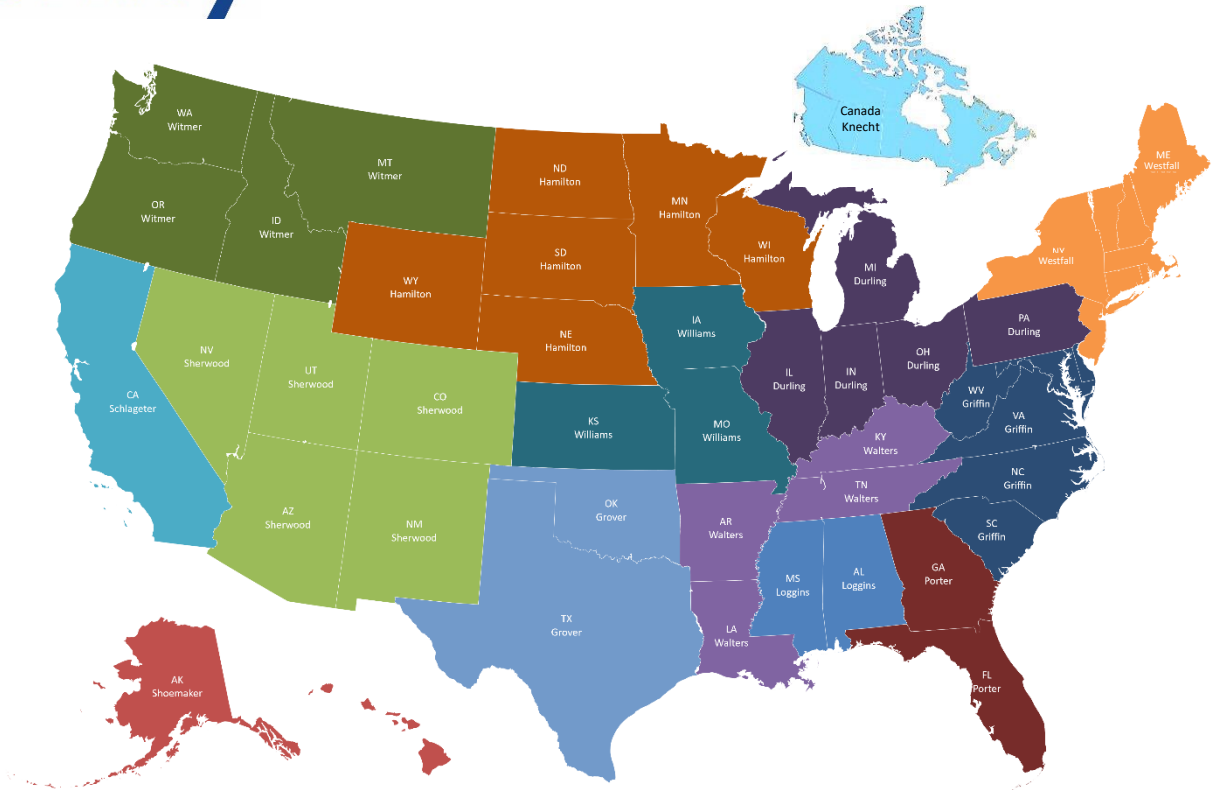 Canada
Knecht
WA
Witmer
MT
Witmer
OR
Witmer
ID
Witmer
ND
Hamilton
MN
Hamilton
WI
Hamilton
SD
Hamilton
WY
Hamilton
NE
Hamilton
ME
Westfall
NY
Westfall
MI
Durling
PA
Durling
OH
Durling
IN
Durling
IL
Durling
IA
Williams
KS
Williams
MO
Williams
NV
Sherwood
UT
Sherwood
CO
Sherwood
CA
Schlageter
AZ
Sherwood
NM
Sherwood
WV
Griffin
VA
Griffin
NC
Griffin
SC
Griffin
KY
Walters
TN
Walters
AR
Walters
LA
Walters
OK
Grover
TX
Grover
MS
Loggins
AL
Loggins
GA
Porter
FL
Porter
AK
Shoemaker